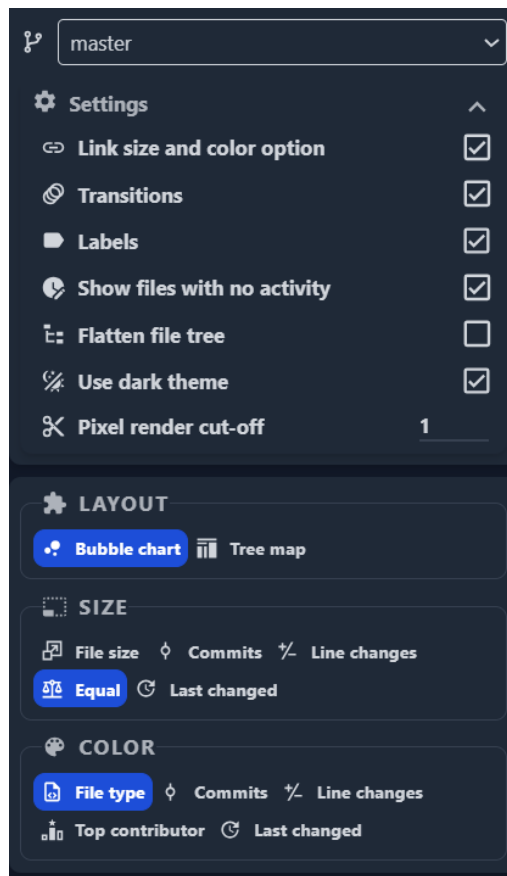 master
Settings
Link size and color option
Transitions
Labels
Show files with no activity
Flatten file tree
Use dark theme
Pixel render cut-off 1
LAYOUT
Bubble chart Tree map
SIZE
File size Commits Line changes
Equal Last changed
COLOR
File type Commits Line changes
Top contributor Last changed